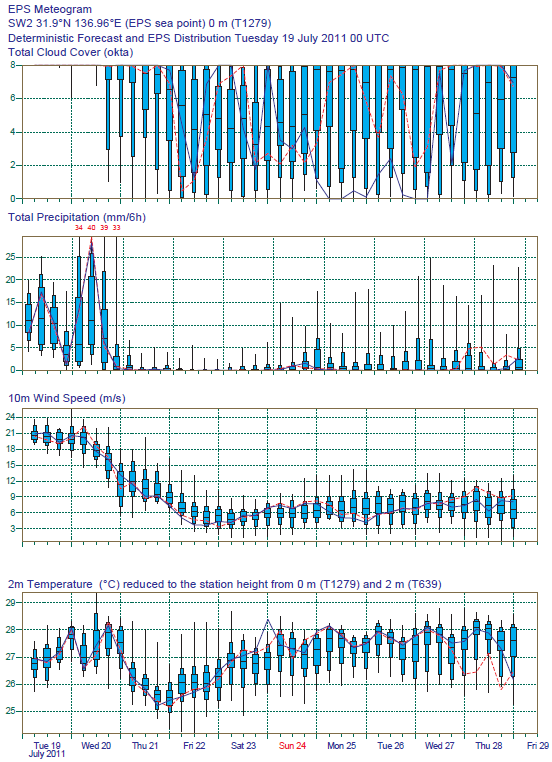 EPS Meteogram
SW2 31.9°N 136.96°E (EPS sea point) 0 m (T1279)
Deterministic Forecast and EPS Distribution Tuesday 19 July 2011 00 UTC
Total Cloud Cover (okta)
8
6
4
2
0
Total Precipitation (mm/6h)
34 40 39 33
25
20
15
10
5
0
10m Wind Speed (m/s)
24
21
18
15
12
9
6
3
2m Temperature (°C) reduced to the station height from 0 m (T1279) and 2 m (T639)
29
28
27
26
25
Tue 19 Wed 20 Thu 21 Fri 22 Sat 23 Sun 24 Mon 25 Tue 26 Wed 27 Thu 28 Fri 29
July 2011